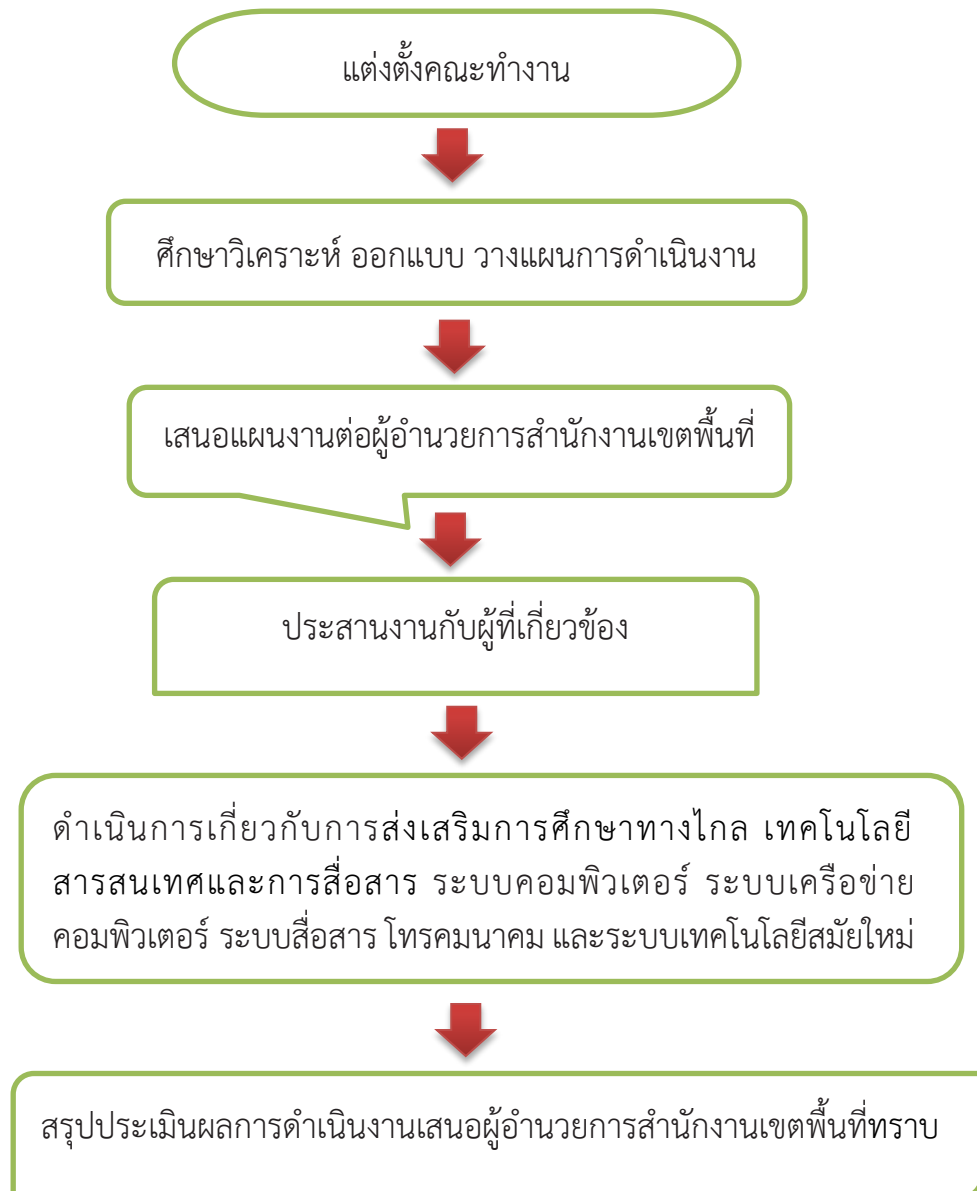 แต่งตั้งคณะทำงาน
ศึกษาวิเคราะห์ ออกแบบ วางแผนการดำเนินงาน
เสนอแผนงานต่อผู้อำนวยการสำนักงานเขตพื้นที่
ประสานงานกับผู้ที่เกี่ยวข้อง
ดำเนินการเกี่ยวกับการส่งเสริมการศึกษาทางไกล เทคโนโลยี
สารสนเทศและการสื่อสาร ระบบคอมพิวเตอร์ ระบบเครือข่าย
คอมพิวเตอร์ ระบบสื่อสาร โทรคมนาคม และระบบเทคโนโลยีสมัยใหม่
สรุปประเมินผลการดำเนินงานเสนอผู้อำนวยการสำนักงานเขตพื้นที่ทราบ